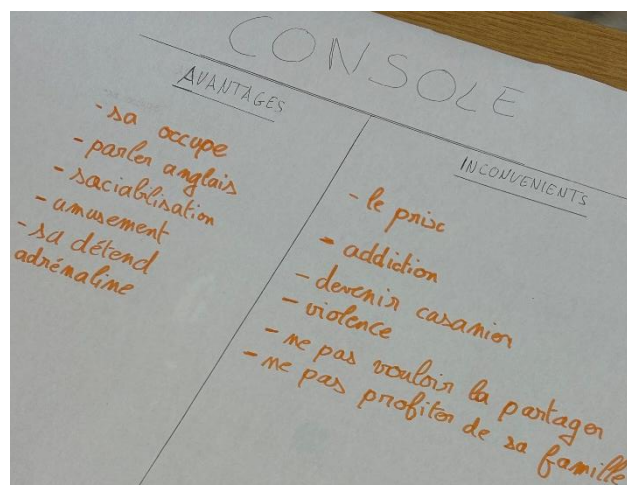 CONSOLE
AVANTAGES
- sa occupe
- parler anglais
- saciabilisation
- amusement
- sa détend
adrénaline
INCONVENIENTS
- le prix
- addiction
- devenir casanier
- violence
- ne pas vouloir la partager
- ne pas profiter de sa famille